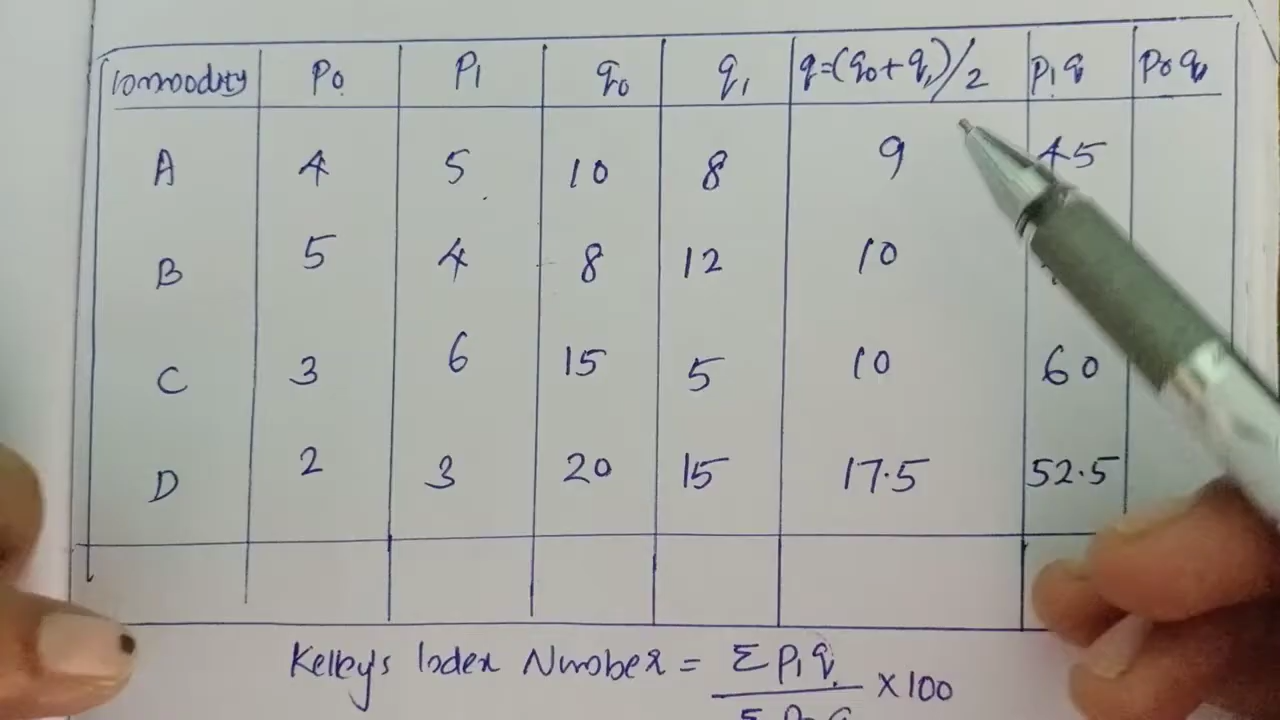 Commodity P0 P1 q0 q1 q=(q0+q1)/2 P1q P0q
A 4 5 10 8 9 45
B 5 4 8 12 10
C 3 6 15 5 10 60
D 2 3 20 15 17.5 52.5
Kelley's Index Number = Σ P1q / Σ P0q ×100